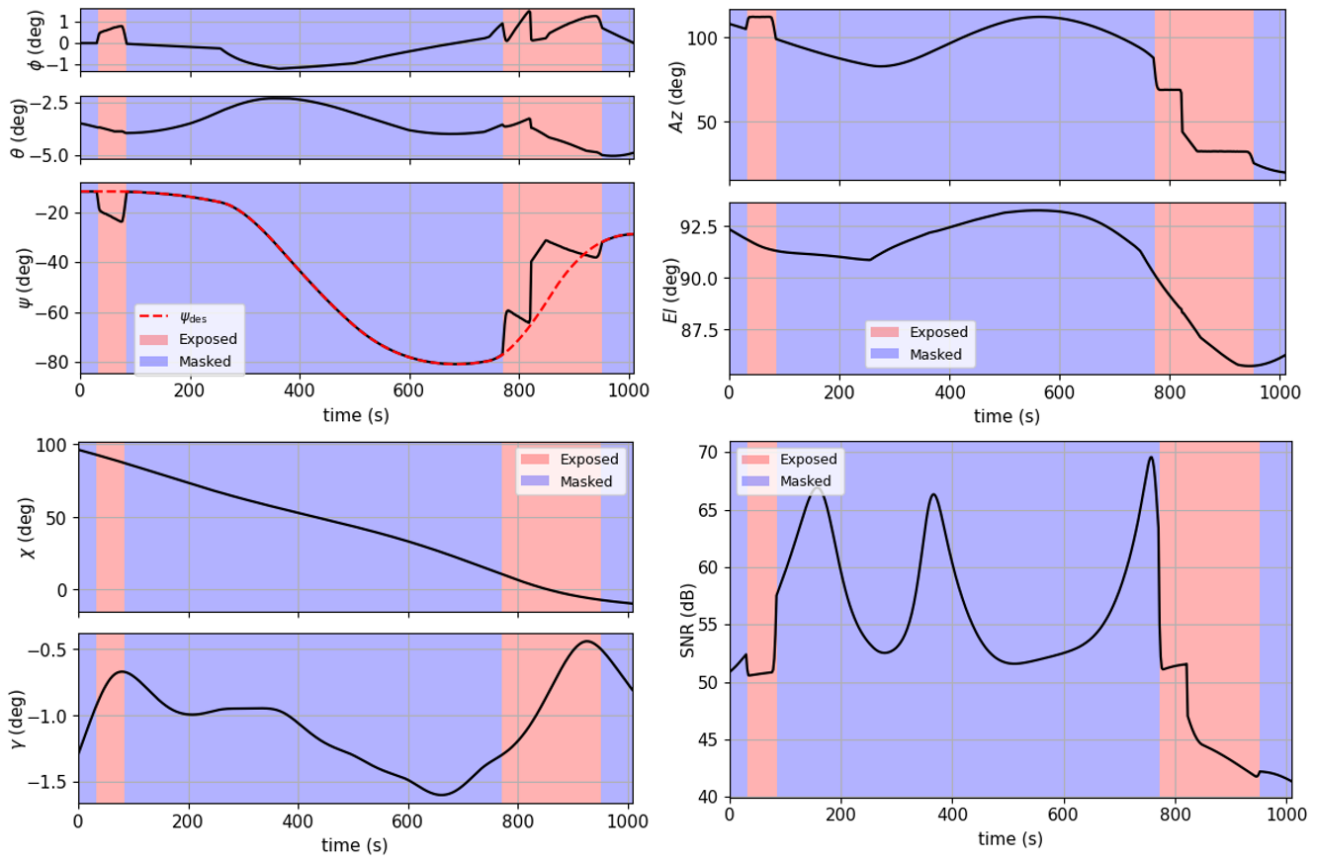 ϕ (deg)
1
0
−1
θ (deg)
−2.5
−5.0
ψ (deg)
−20
−40
−60
−80
ψdes
Exposed
Masked
0 200 400 600 800 1000
time (s)
Az (deg)
100
50
El (deg)
92.5
90.0
87.5
Exposed
Masked
0 200 400 600 800 1000
time (s)
χ (deg)
100
50
0
Exposed
Masked
γ (deg)
−0.5
−1.0
−1.5
0 200 400 600 800 1000
time (s)
SNR (dB)
70
65
60
55
50
45
40
Exposed
Masked
0 200 400 600 800 1000
time (s)